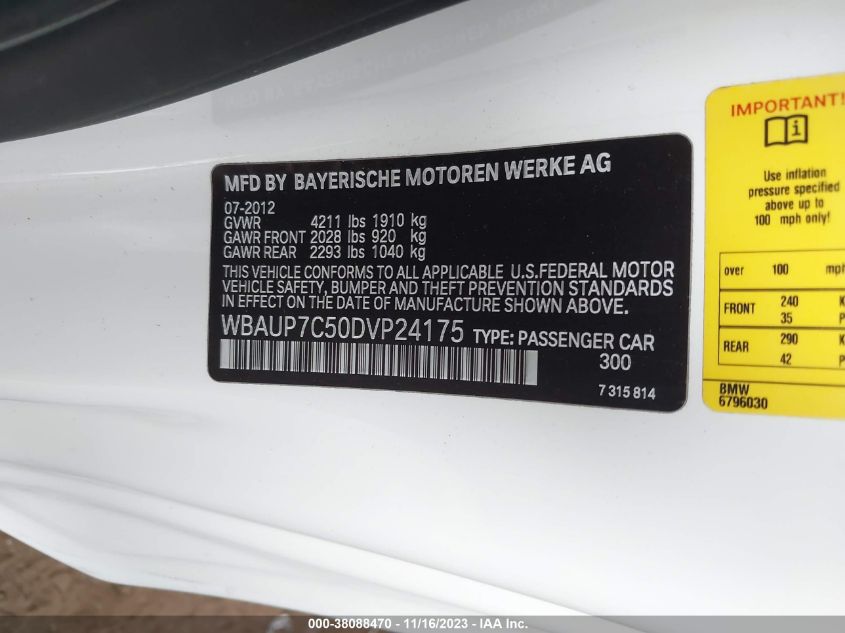 MFD BY BAYERISCHE MOTOREN WERKE AG
07-2012
GVWR 4211 lbs 1910 kg
GAWR FRONT 2028 lbs 920 kg
GAWR REAR 2293 lbs 1040 kg
THIS VEHICLE CONFORMS TO ALL APPLICABLE U.S.FEDERAL MOTOR
VEHICLE SAFETY, BUMPER AND THEFT PREVENTION STANDARDS
IN EFFECT ON THE DATE OF MANUFACTURE SHOWN ABOVE.
WBAUP7C50DVP24175 TYPE: PASSENGER CAR
300
7 315 814
IMPORTANT!
i
Use inflation
pressure specified
above up to
100 mph only!
over 100 mph
FRONT 240 K
35 P
REAR 290 K
42 P
BMW
6796030
000-38088470 - 11/16/2023 - IAA Inc.